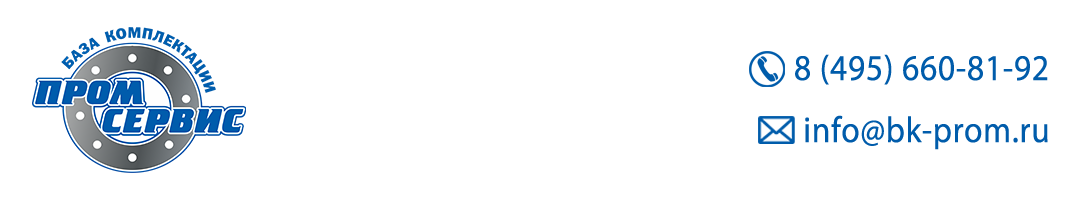 БАЗА КОМПЛЕКТАЦИИ
ПРОМ
СЕРВИС
8 (495) 660-81-92
info@bk-prom.ru